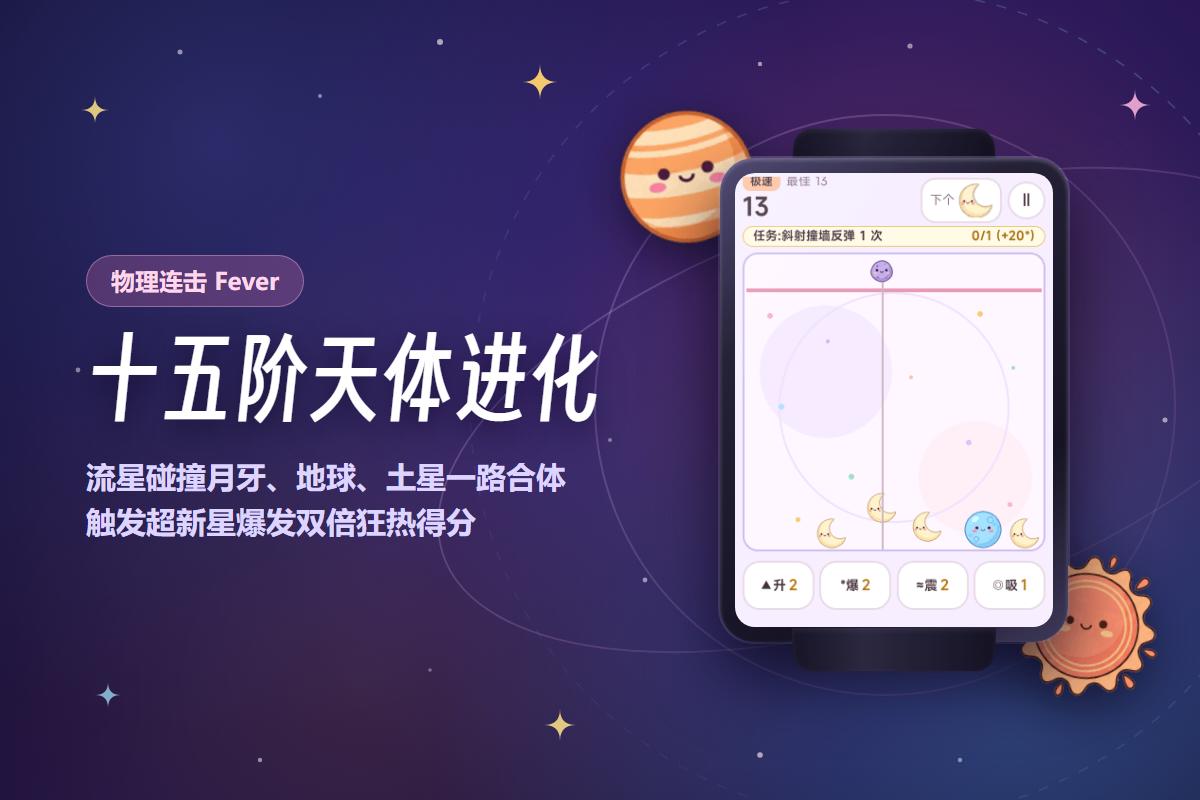 物理连击 Fever
十五阶天体进化
流星碰撞月牙、地球、土星一路合体
触发超新星爆发双倍狂热得分
极速 最佳 13
13
下个
任务:斜射撞墙反弹 1 次 0/1 (+20*)
▲升 2
*爆 2
≈震 2
◎吸 1